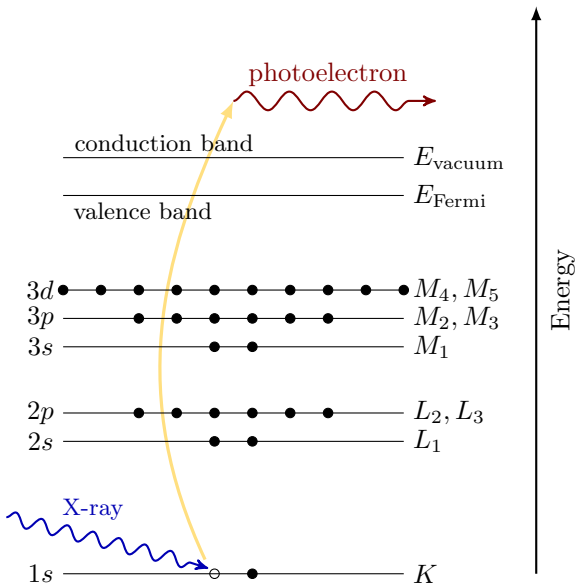 photoelectron
conduction band
E_vacuum
E_Fermi
valence band
3d M_4, M_5
3p M_2, M_3
3s M_1
2p L_2, L_3
2s L_1
X-ray
1s K
Energy